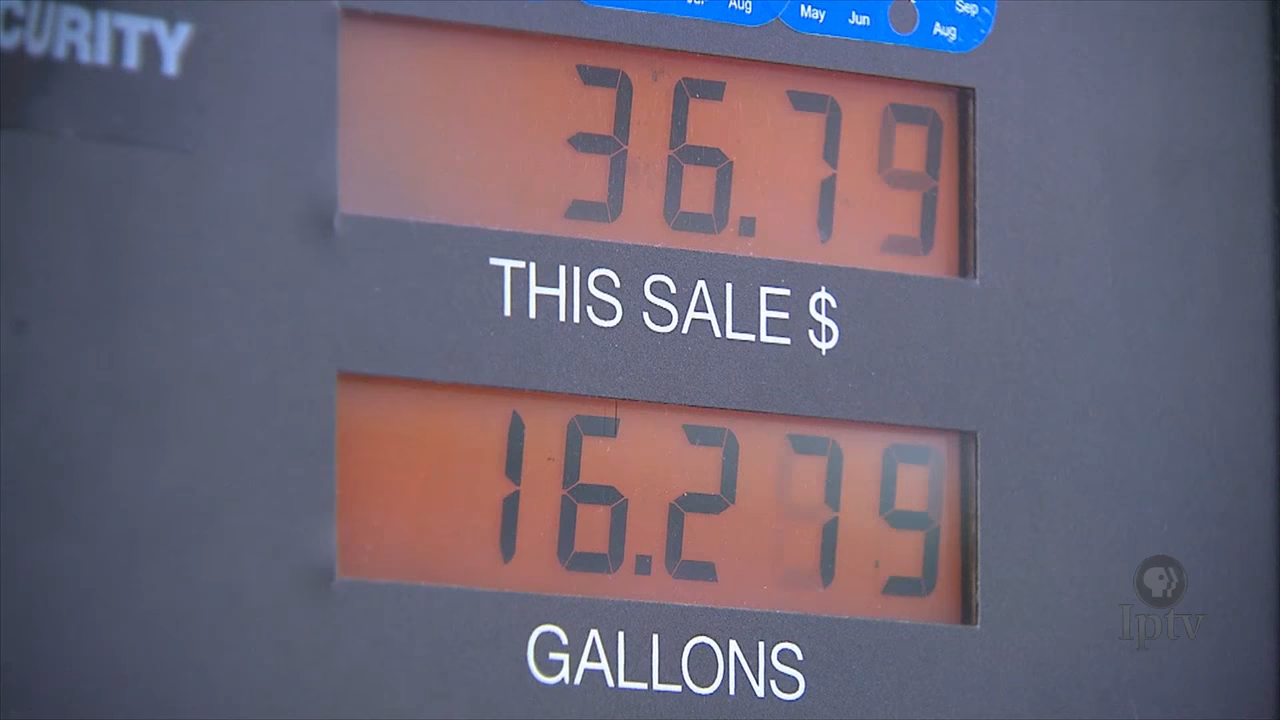 CURITY
Aug
May Jun Aug Sep
36.79
THIS SALE $
16.279
GALLONS
Iptv